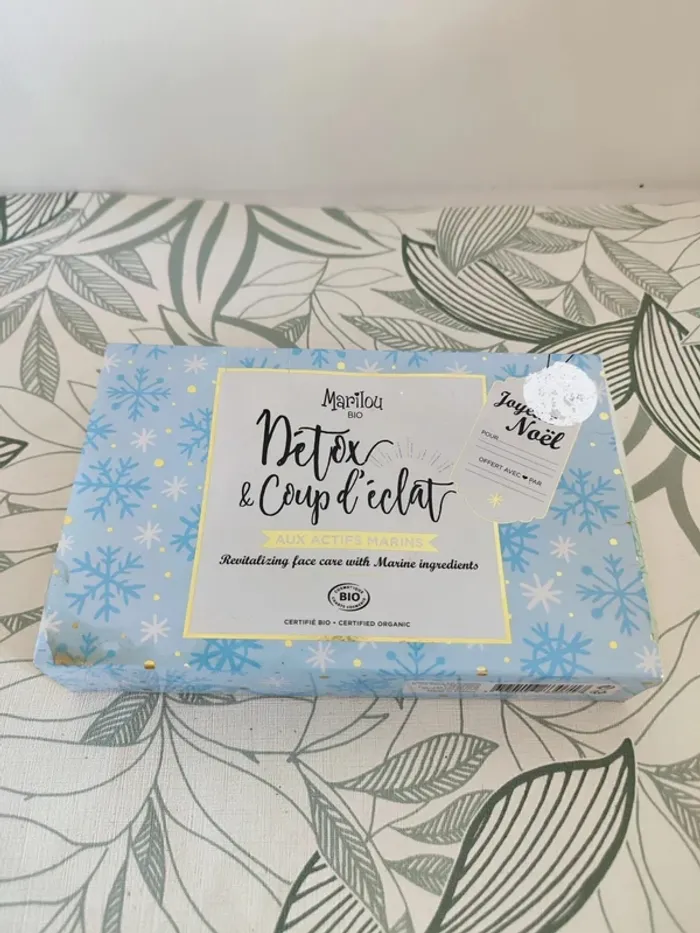 Marilou
BIO
Détox
& Coup d'éclat
AUX ACTIFS MARINS
Revitalizing face care with Marine ingredients
BIO
CERTIFIÉ BIO • CERTIFIED ORGANIC
Noël
POUR
OFFERT AVEC ❤ PAR